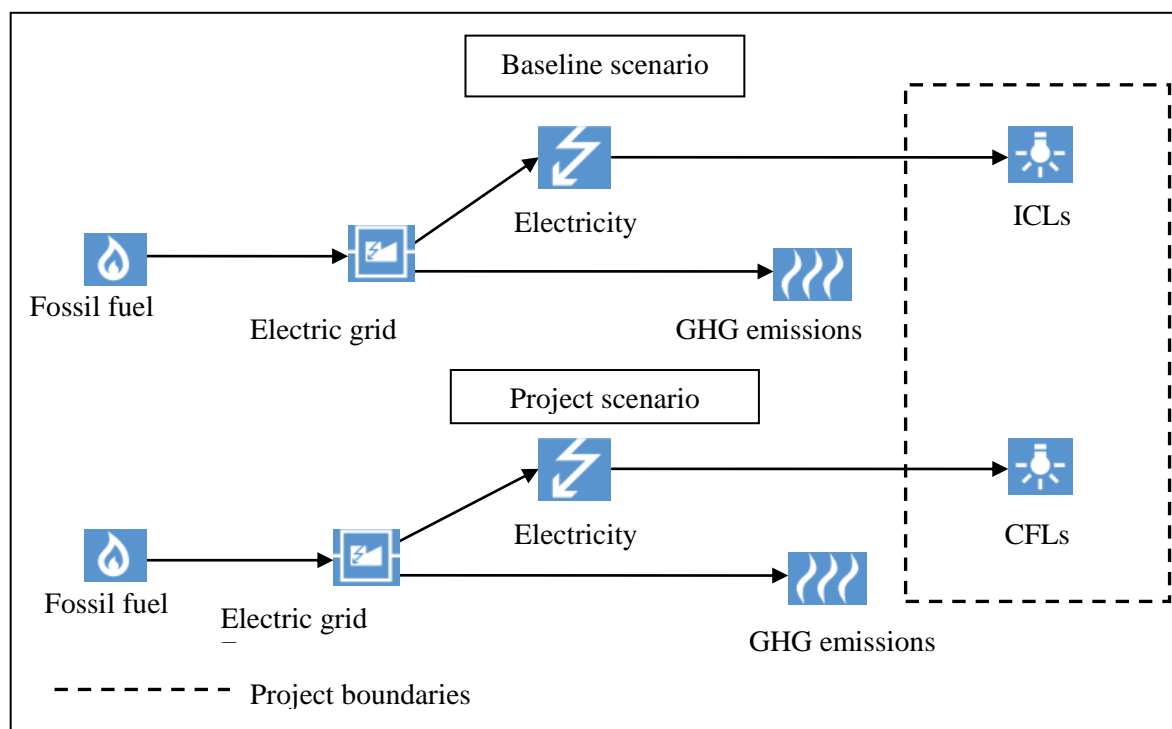 Baseline scenario
Electricity
ICLs
Fossil fuel
Electric grid
GHG emissions
Project scenario
Electricity
CFLs
Fossil fuel
Electric grid
GHG emissions
Project boundaries